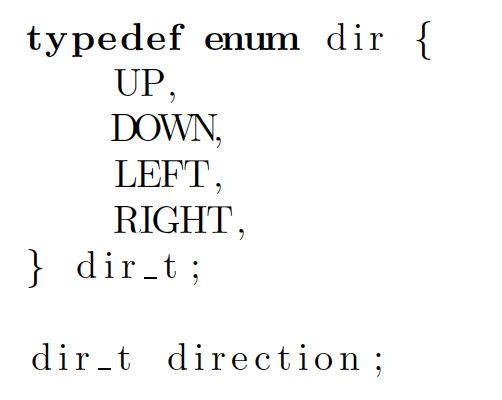 typedef enum dir {
UP,
DOWN,
LEFT,
RIGHT,
} dir_t;
dir_t direction;